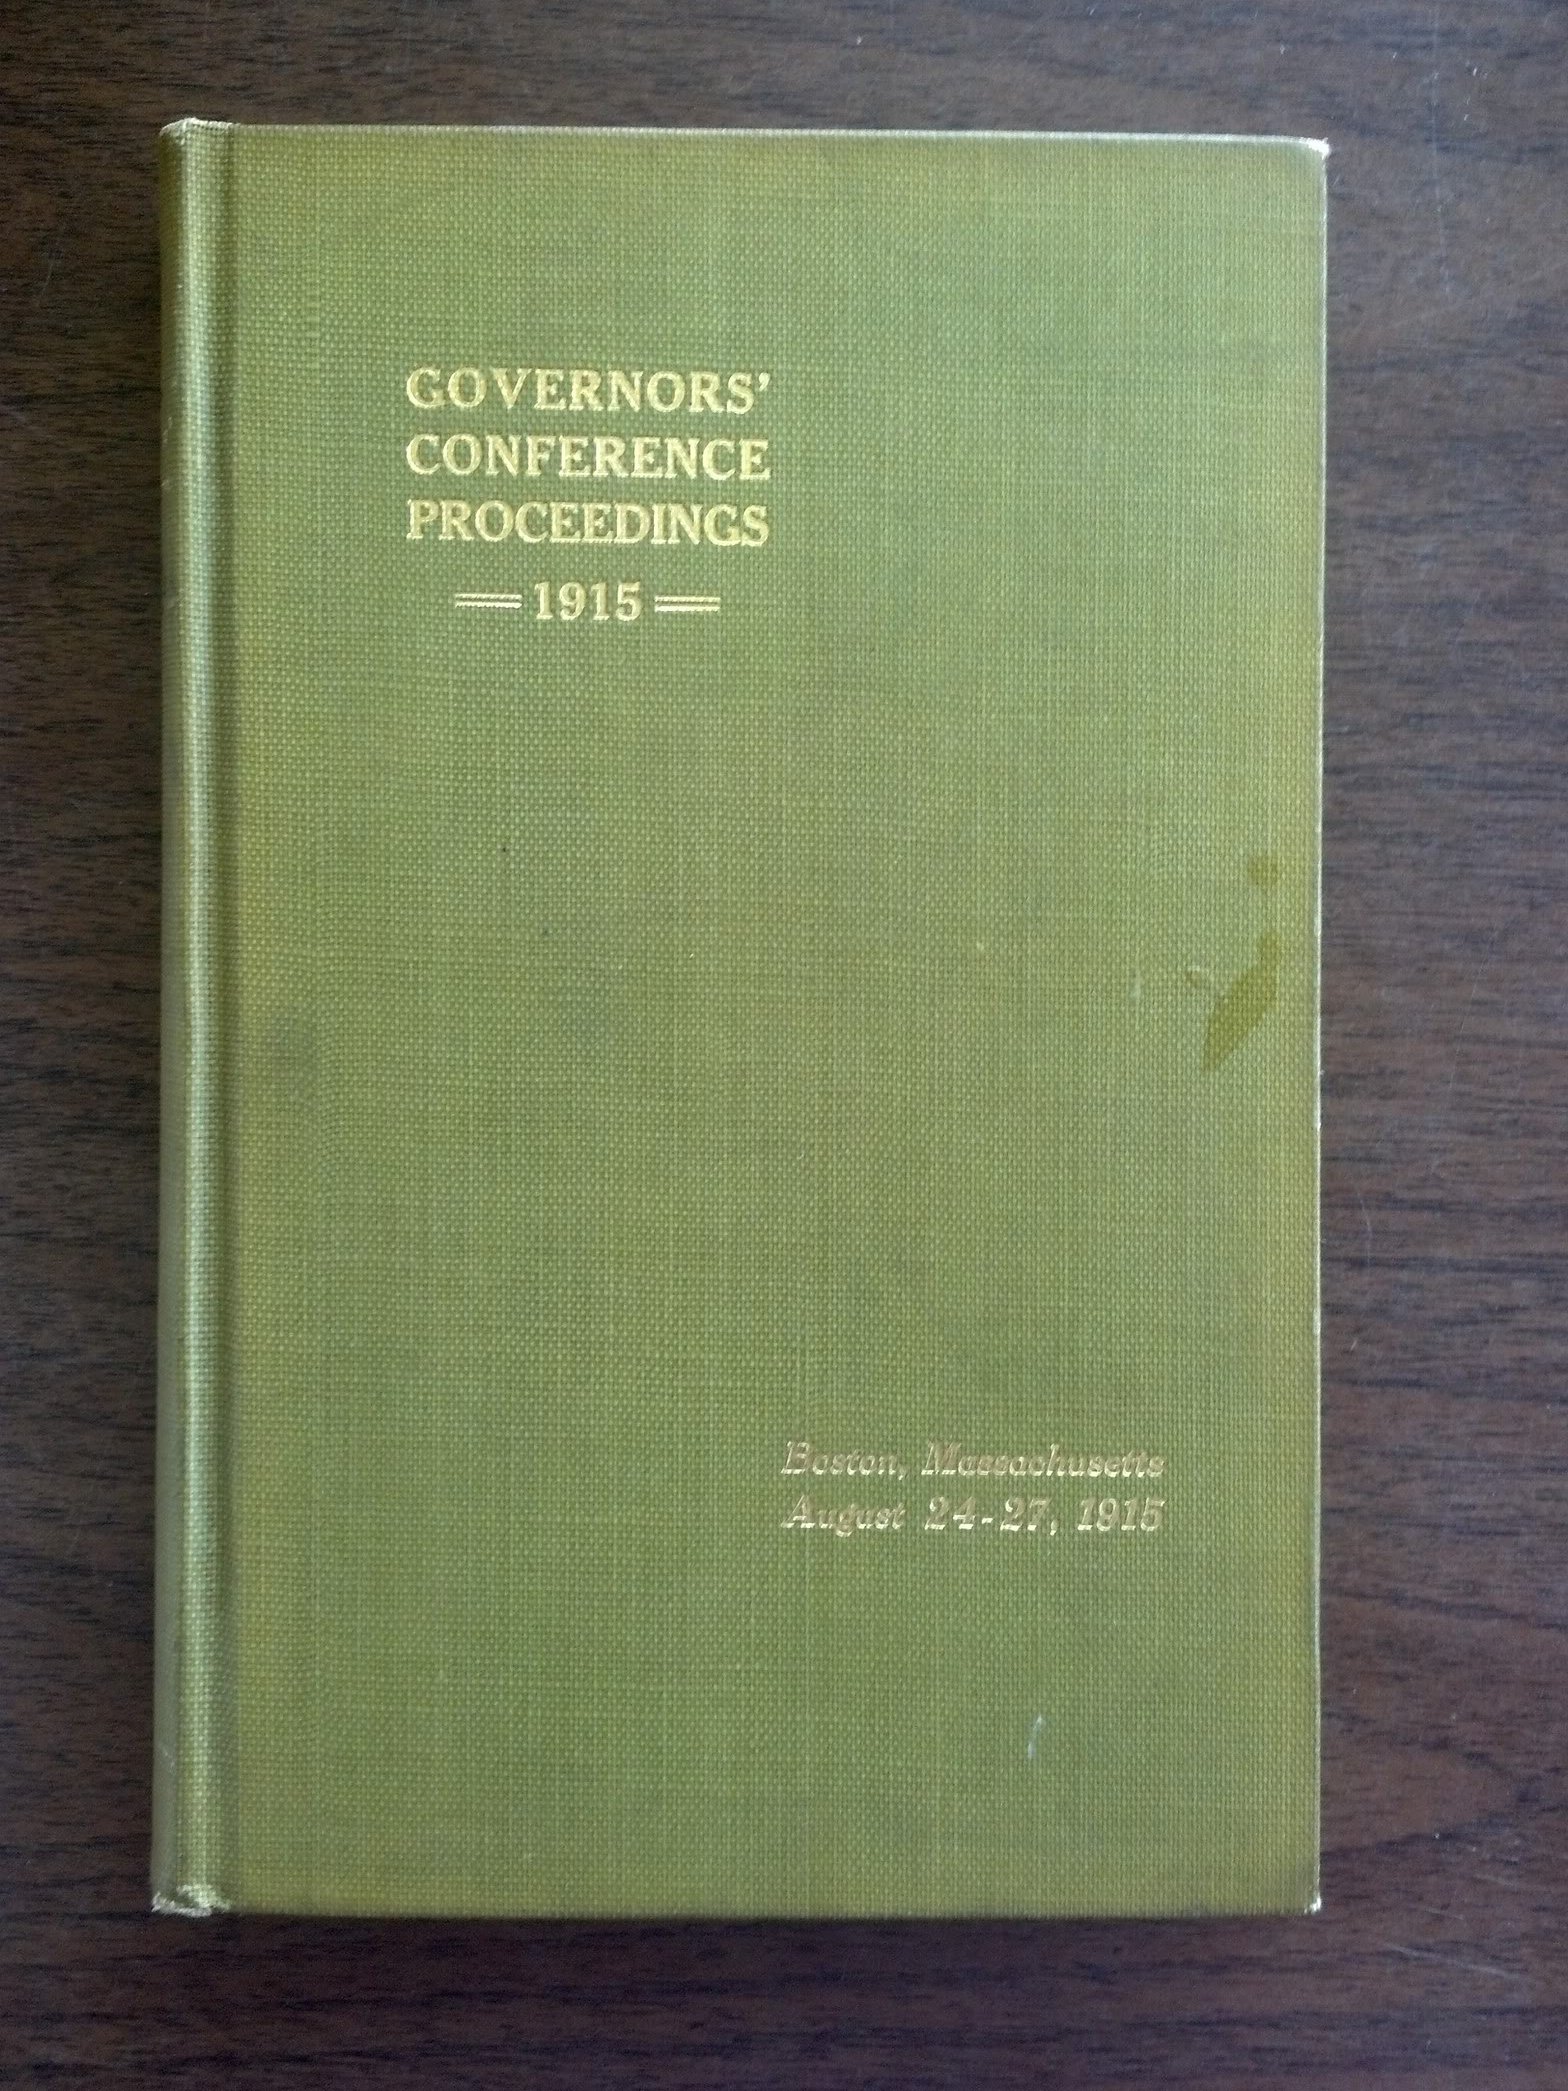 GOVERNORS'
CONFERENCE
PROCEEDINGS
1915
Boston, Massachusetts
August 24-27, 1915